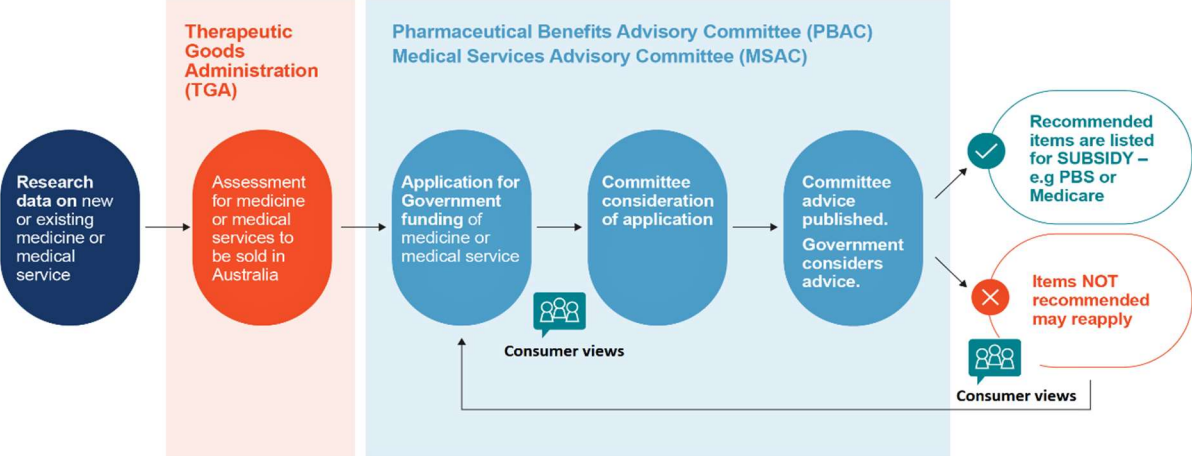 Therapeutic
Goods
Administration
(TGA)
Pharmaceutical Benefits Advisory Committee (PBAC)
Medical Services Advisory Committee (MSAC)
Research
data on new
or existing
medicine or
medical
service
Assessment
for medicine
or medical
services to
be sold in
Australia
Application for
Government
funding of
medicine or
medical service
Committee
consideration
of application
Committee
advice
published.
Government
considers
advice.
Recommended
items are listed
for SUBSIDY –
e.g PBS or
Medicare
Items NOT
recommended
may reapply
Consumer views
Consumer views